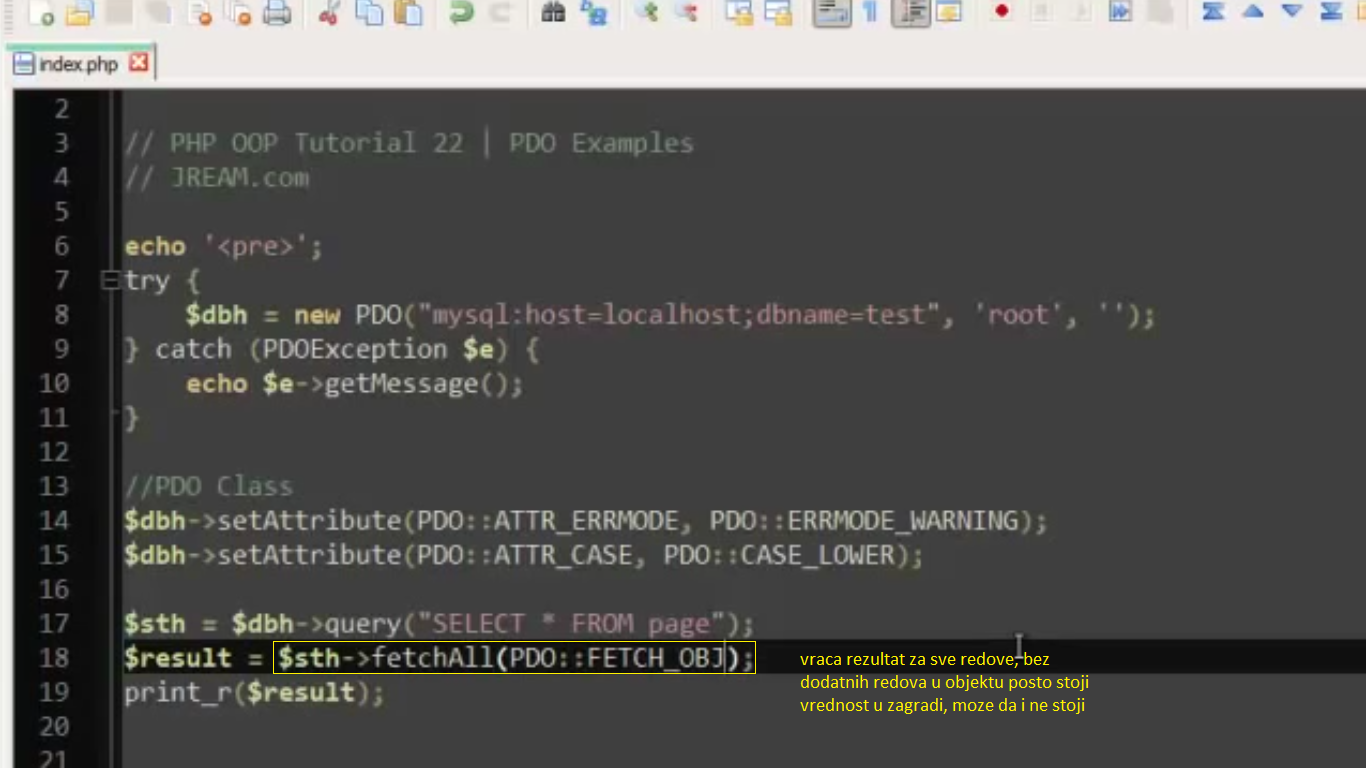 index.php
2
3 // PHP OOP Tutorial 22 | PDO Examples
4 // JREAM.com
5
6 echo '<pre>';
7 try {
8 $dbh = new PDO("mysql:host=localhost;dbname=test", 'root', '');
9 } catch (PDOException $e) {
10 echo $e->getMessage();
11 }
12
13 //PDO Class
14 $dbh->setAttribute(PDO::ATTR_ERRMODE, PDO::ERRMODE_WARNING);
15 $dbh->setAttribute(PDO::ATTR_CASE, PDO::CASE_LOWER);
16
17 $sth = $dbh->query("SELECT * FROM page");
18 $result = $sth->fetchAll(PDO::FETCH_OBJ);
19 print_r($result);
20
21
vraca rezultat za sve redove, bez
dodatnih redova u objektu posto stoji
vrednost u zagradi, moze da i ne stoji